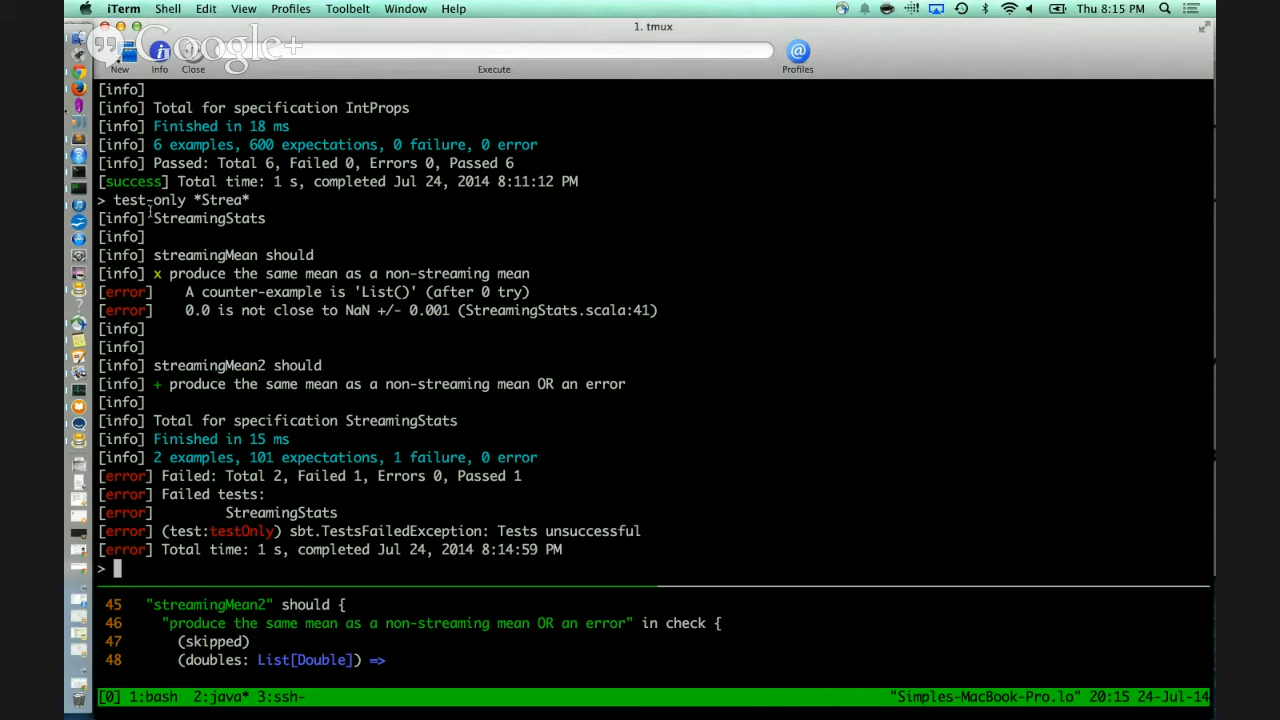 iTerm Shell Edit View Profiles Toolbelt Window Help Thu 8:15 PM
Google+
1. tmux
New Info Close Execute Profiles
[info]
[info] Total for specification IntProps
[info] Finished in 18 ms
[info] 6 examples, 600 expectations, 0 failure, 0 error
[info] Passed: Total 6, Failed 0, Errors 0, Passed 6
[success] Total time: 1 s, completed Jul 24, 2014 8:11:12 PM
> test-only *Strea*
[info] StreamingStats
[info]
[info] streamingMean should
[info] x produce the same mean as a non-streaming mean
[error]    A counter-example is 'List()' (after 0 try)
[error]    0.0 is not close to NaN +/- 0.001 (StreamingStats.scala:41)
[info]
[info]
[info] streamingMean2 should
[info] + produce the same mean as a non-streaming mean OR an error
[info]
[info] Total for specification StreamingStats
[info] Finished in 15 ms
[info] 2 examples, 101 expectations, 1 failure, 0 error
[error] Failed: Total 2, Failed 1, Errors 0, Passed 1
[error] Failed tests:
[error]         StreamingStats
[error] (test:testOnly) sbt.TestsFailedException: Tests unsuccessful
[error] Total time: 1 s, completed Jul 24, 2014 8:14:59 PM
>
45   "streamingMean2" should {
46     "produce the same mean as a non-streaming mean OR an error" in check {
47       (skipped)
48       (doubles: List[Double]) =>
[0] 1:bash  2:java* 3:ssh- "Simples-MacBook-Pro.lo" 20:15 24-Jul-14